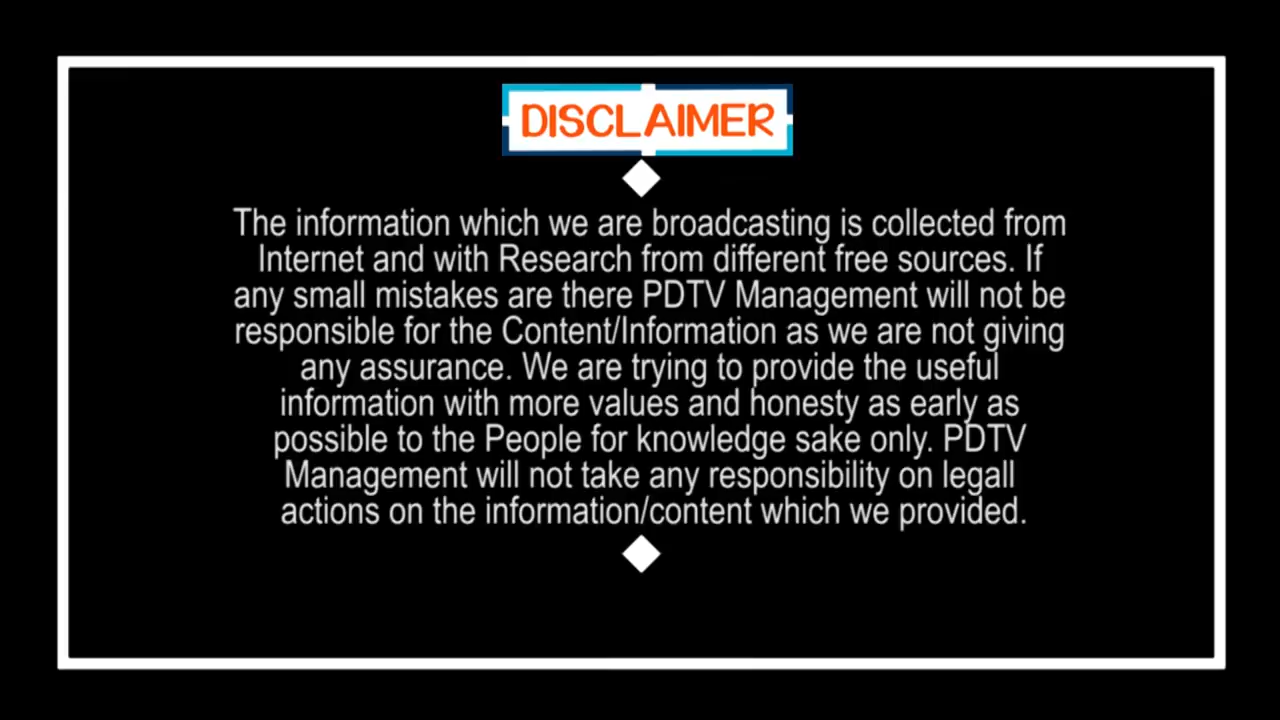 DISCLAIMER
The information which we are broadcasting is collected from
Internet and with Research from different free sources. If
any small mistakes are there PDTV Management will not be
responsible for the Content/Information as we are not giving
any assurance. We are trying to provide the useful
information with more values and honesty as early as
possible to the People for knowledge sake only. PDTV
Management will not take any responsibility on legall
actions on the information/content which we provided.